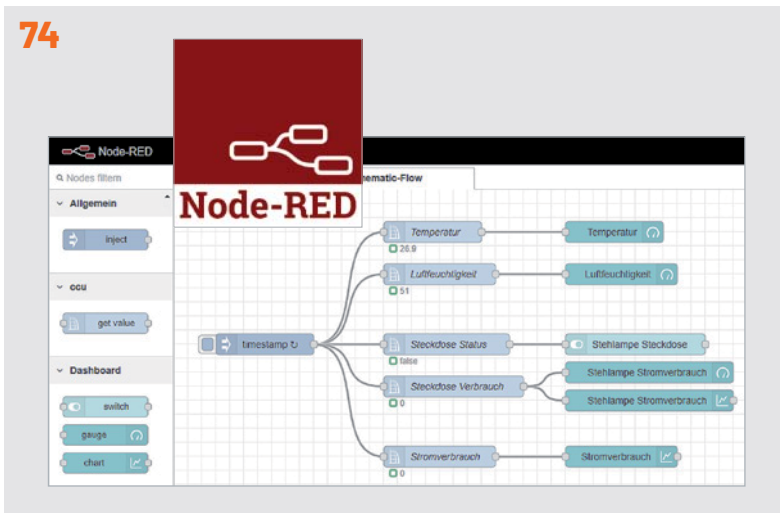 74
Node-RED
Node-RED
Nodes filtern
ematic-Flow
Allgemein
inject
ccu
get value
Dashboard
switch
gauge
chart
timestamp ↻
Temperatur
26.9
Temperatur
Luftfeuchtigkeit
51
Luftfeuchtigkeit
Steckdose Status
false
Stehlampe Steckdose
Steckdose Verbrauch
0
Stehlampe Stromverbrauch
Stehlampe Stromverbrauch
Stromverbrauch
0
Stromverbrauch